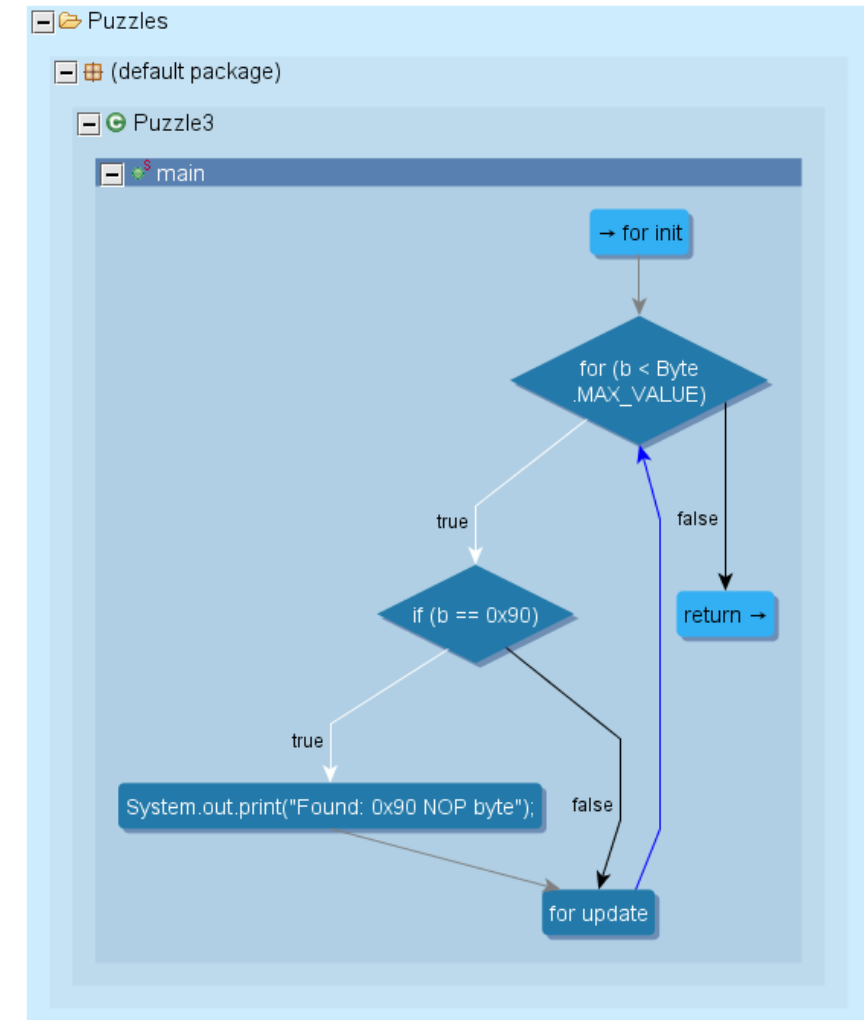 Puzzles
(default package)
Puzzle3
main
→ for init
for (b < Byte
.MAX_VALUE)
true
false
if (b == 0x90)
return →
true
System.out.print("Found: 0x90 NOP byte");
false
for update